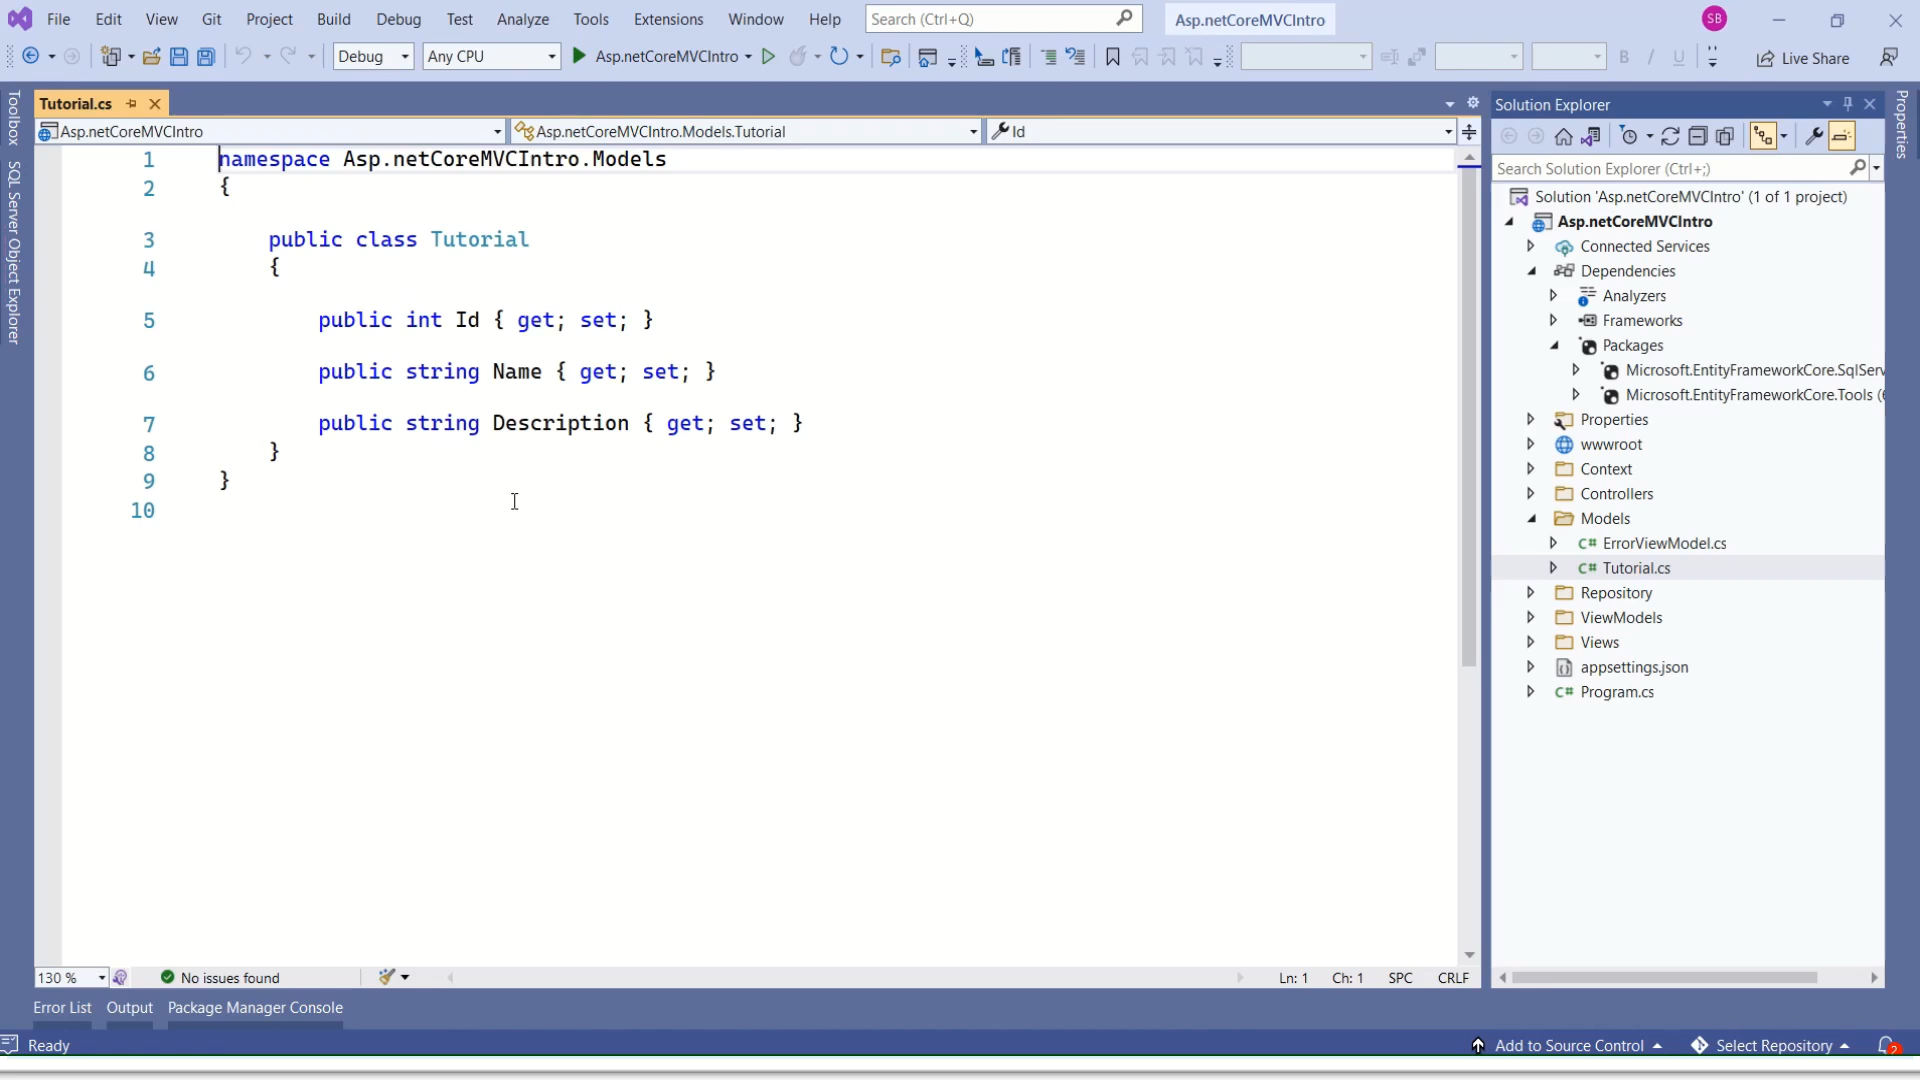 File Edit View Git Project Build Debug Test Analyze Tools Extensions Window Help Search (Ctrl+Q) Asp.netCoreMVCIntro SB
Debug Any CPU Asp.netCoreMVCIntro Live Share
Toolbox
SQL Server Object Explorer
Tutorial.cs
Asp.netCoreMVCIntro Asp.netCoreMVCIntro.Models.Tutorial Id
1 namespace Asp.netCoreMVCIntro.Models
2 {
3 public class Tutorial
4 {
5 public int Id { get; set; }
6 public string Name { get; set; }
7 public string Description { get; set; }
8 }
9 }
10
130 % No issues found Ln: 1 Ch: 1 SPC CRLF
Solution Explorer
Search Solution Explorer (Ctrl+;)
Solution 'Asp.netCoreMVCIntro' (1 of 1 project)
Asp.netCoreMVCIntro
Connected Services
Dependencies
Analyzers
Frameworks
Packages
Microsoft.EntityFrameworkCore.SqlServ
Microsoft.EntityFrameworkCore.Tools (6
Properties
wwwroot
Context
Controllers
Models
C# ErrorViewModel.cs
C# Tutorial.cs
Repository
ViewModels
Views
appsettings.json
C# Program.cs
Properties
Error List Output Package Manager Console
Ready Add to Source Control Select Repository 2